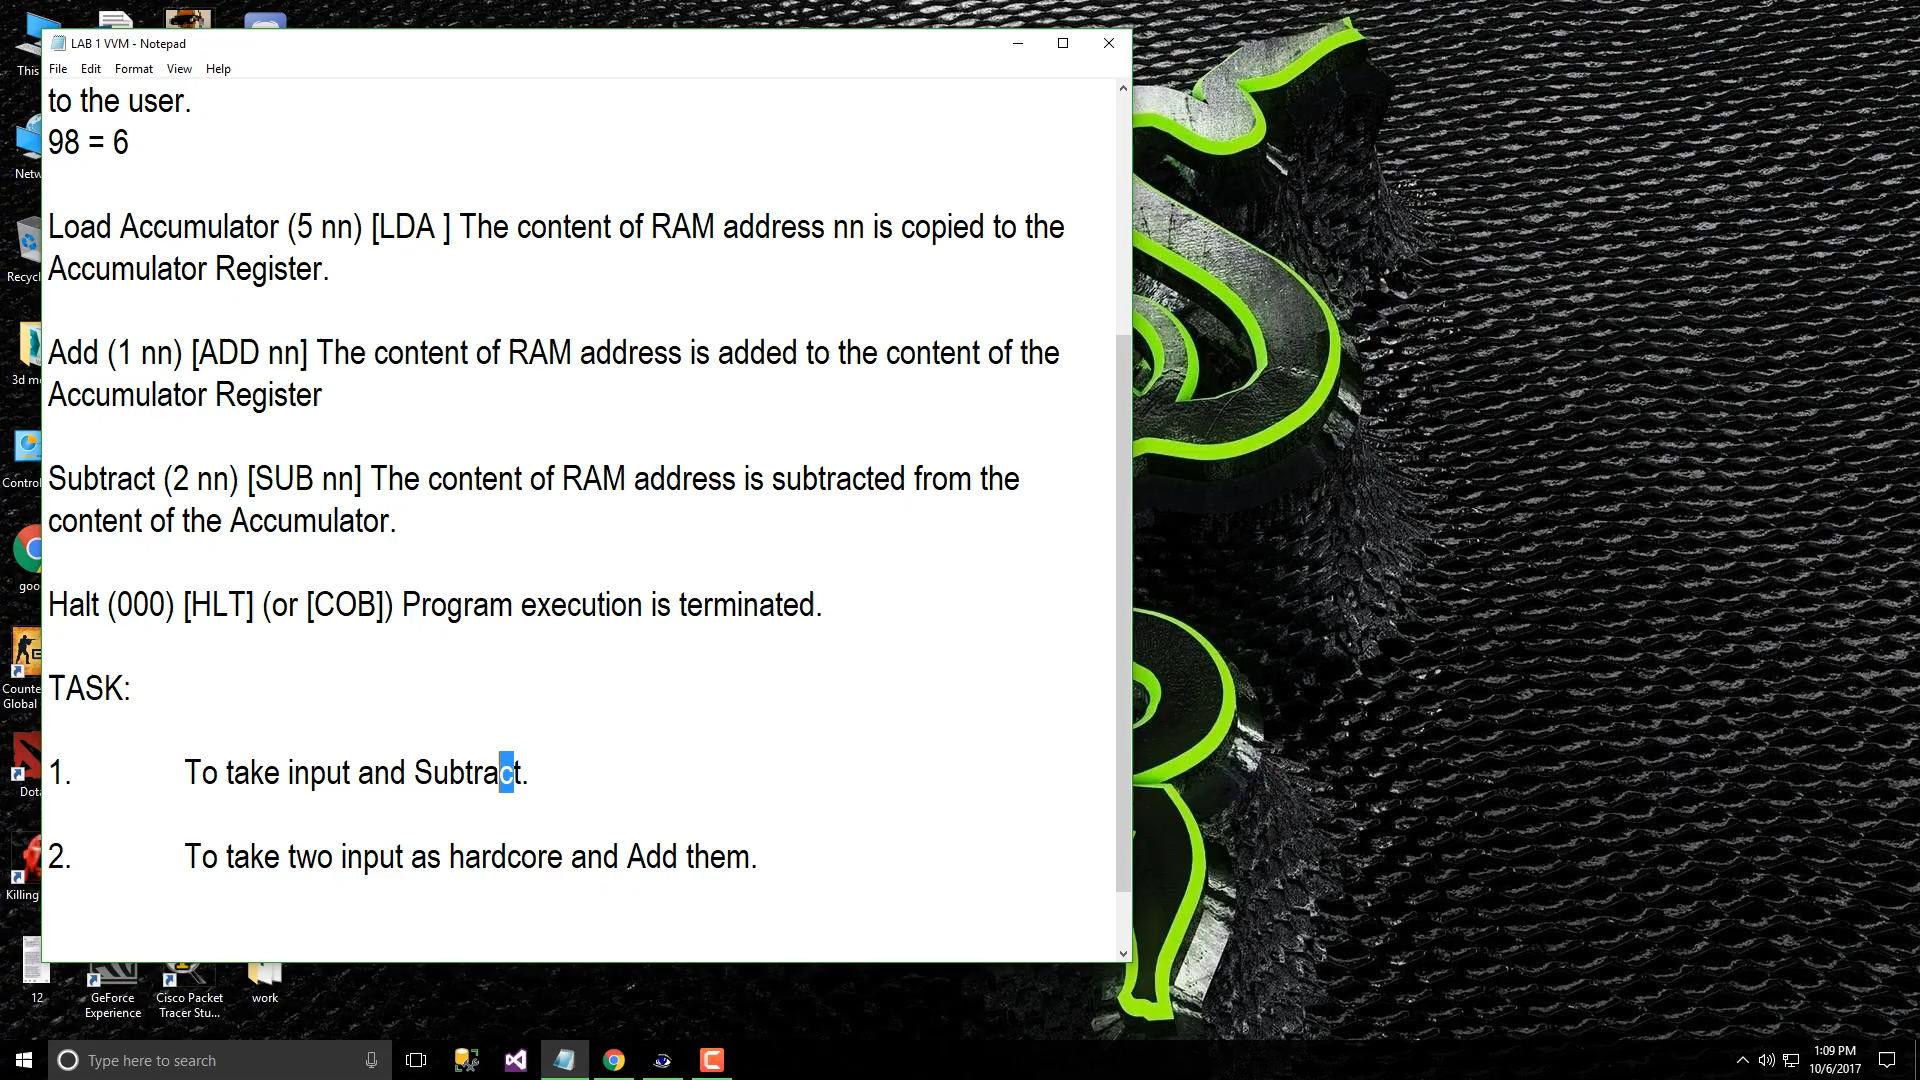 LAB 1 VVM - Notepad
File Edit Format View Help
to the user.
98 = 6
Load Accumulator (5 nn) [LDA ] The content of RAM address nn is copied to the
Accumulator Register.
Add (1 nn) [ADD nn] The content of RAM address is added to the content of the
Accumulator Register
Subtract (2 nn) [SUB nn] The content of RAM address is subtracted from the
content of the Accumulator.
Halt (000) [HLT] (or [COB]) Program execution is terminated.
TASK:
1. To take input and Subtract.
2. To take two input as hardcore and Add them.
This
Netw
Recycl
3d mo
Control
goo
Counte
Global
Dota
Killing
12
GeForce
Experience
Cisco Packet
Tracer Stu...
work
Type here to search
1:09 PM
10/6/2017